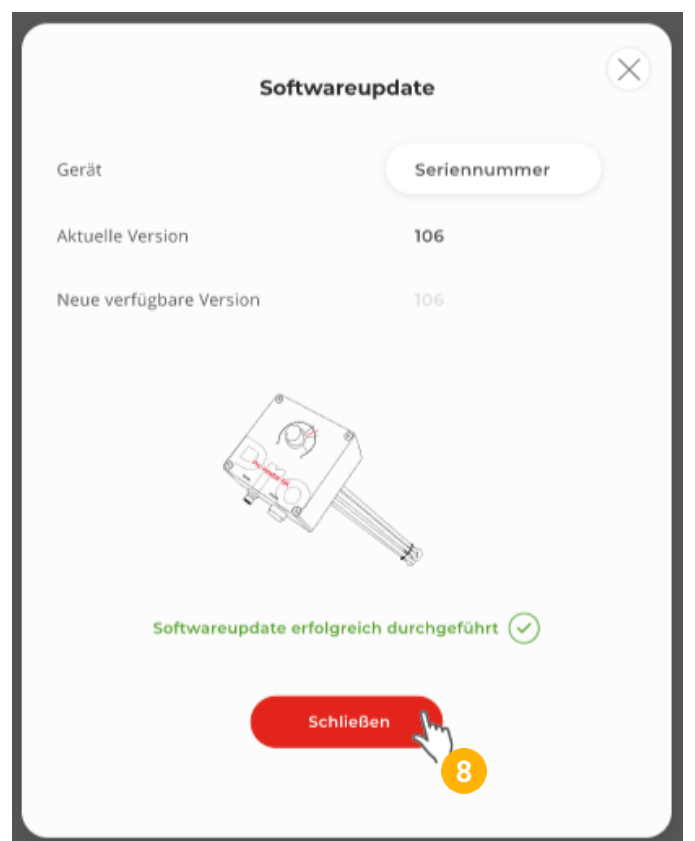 Softwareupdate
Gerät Seriennummer
Aktuelle Version 106
Neue verfügbare Version 106
Softwareupdate erfolgreich durchgeführt
Schließen
8